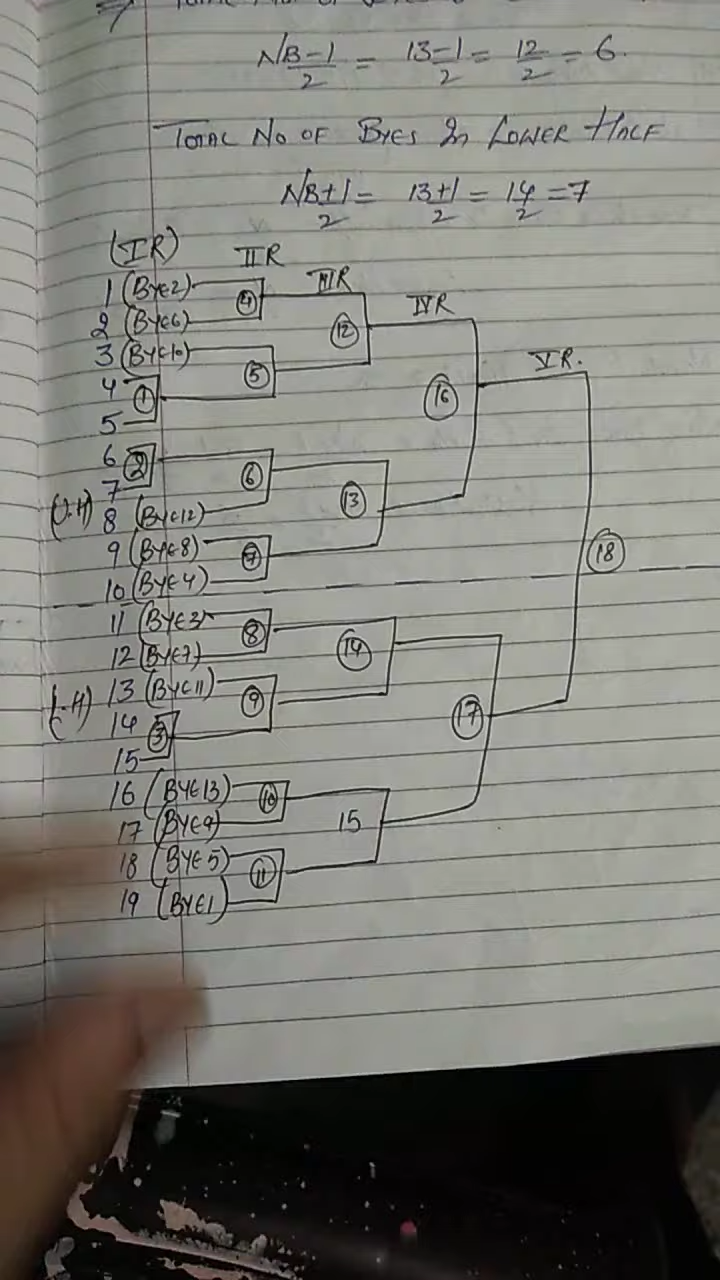 NB-1/2 = 13-1/2 = 12/2 = 6.
TOTAL NO OF BYES In LOWER HALF
NB+1/2 = 13+1/2 = 14/2 = 7
(IR) IIR IIIR IVR VR.
1 (BYE2)
4
2 (BYE6)
12
3 (BYE10)
5
4
1
5
16
6
2
7
6
8 (BYE12)
13
9 (BYE8)
7
10 (BYE4)
18
11 (BYE3)
8
12 (BYE7)
14
13 (BYE11)
9
14
3
15
17
16 (BYE13)
10
17 (BYE9)
15
18 (BYE5)
11
19 (BYE1)